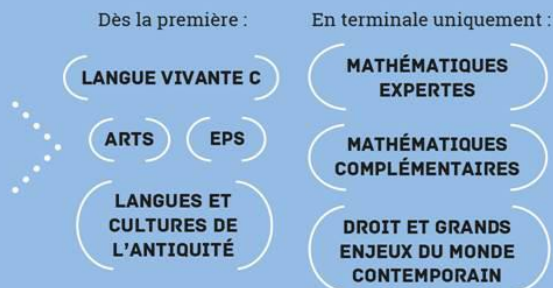 Dès la première :
LANGUE VIVANTE C
ARTS
EPS
LANGUES ET
CULTURES DE
L'ANTIQUITÉ
En terminale uniquement :
MATHÉMATIQUES
EXPERTES
MATHÉMATIQUES
COMPLÉMENTAIRES
DROIT ET GRANDS
ENJEUX DU MONDE
CONTEMPORAIN